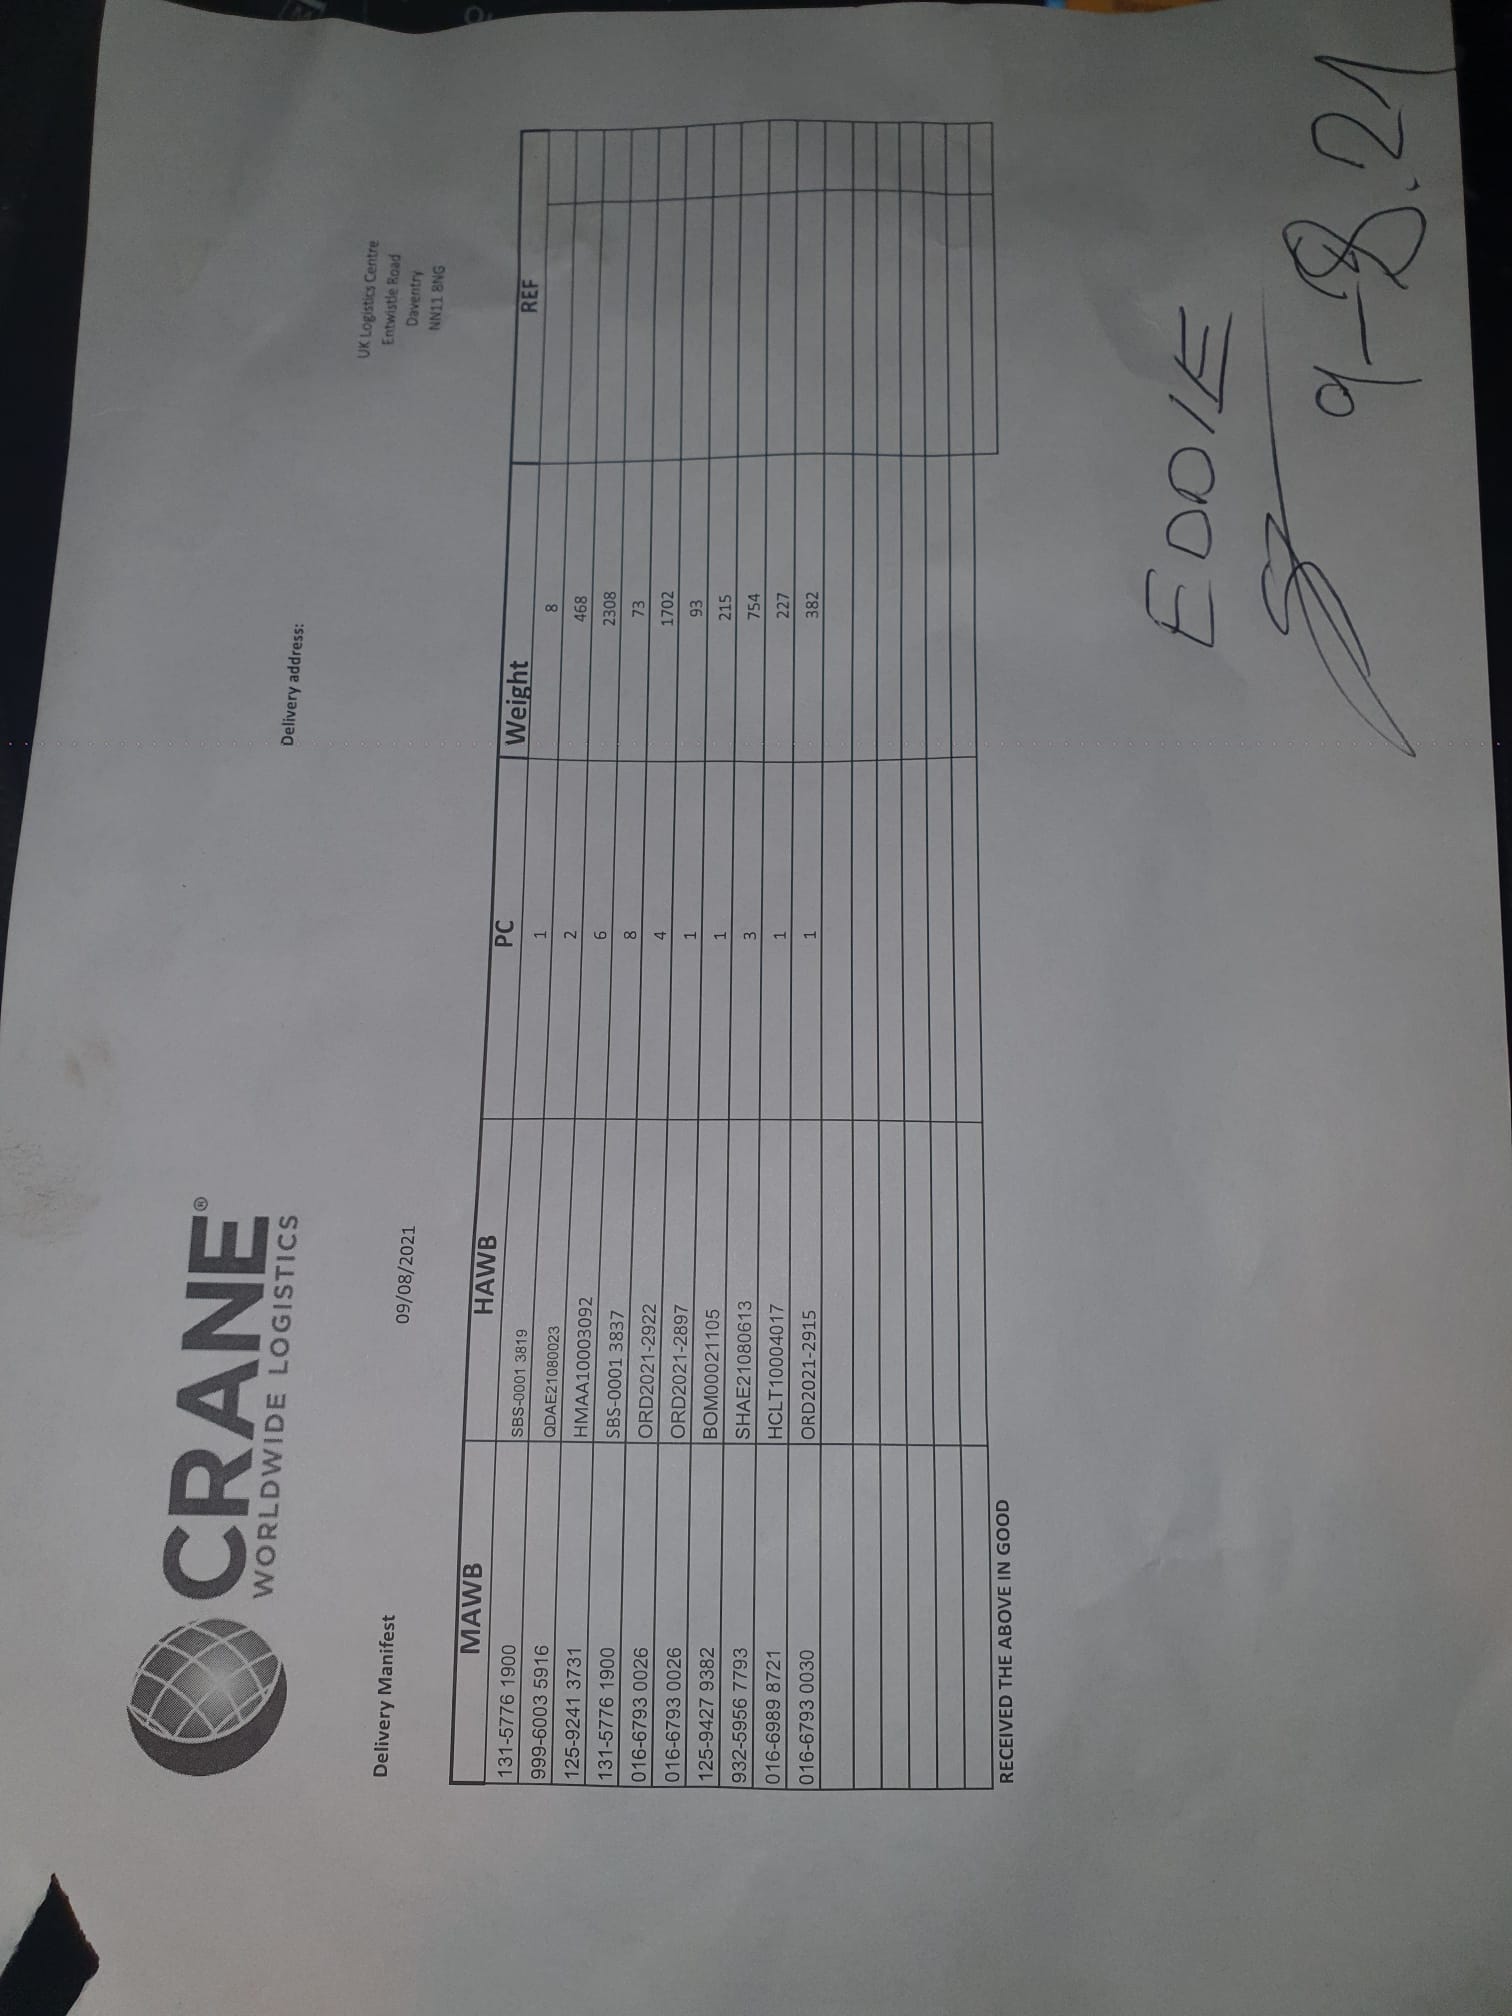 CRANE®
WORLDWIDE LOGISTICS
Delivery address:
Delivery Manifest
09/08/2021
UK Logistics Centre
Entwistle Road
Daventry
NN11 8NG
MAWB HAWB PC Weight REF
131-5776 1900 SBS-0001 3819 1 8
999-6003 5916 QDAE21080023 2 468
125-9241 3731 HMAA10003092 6 2308
131-5776 1900 SBS-0001 3837 8 73
016-6793 0026 ORD2021-2922 4 1702
016-6793 0026 ORD2021-2897 1 93
125-9427 9382 BOM00021105 1 215
932-5956 7793 SHAE21080613 3 754
016-6989 8721 HCLT10004017 1 227
016-6793 0030 ORD2021-2915 1 382
RECEIVED THE ABOVE IN GOOD
EDDIE
9-8.21